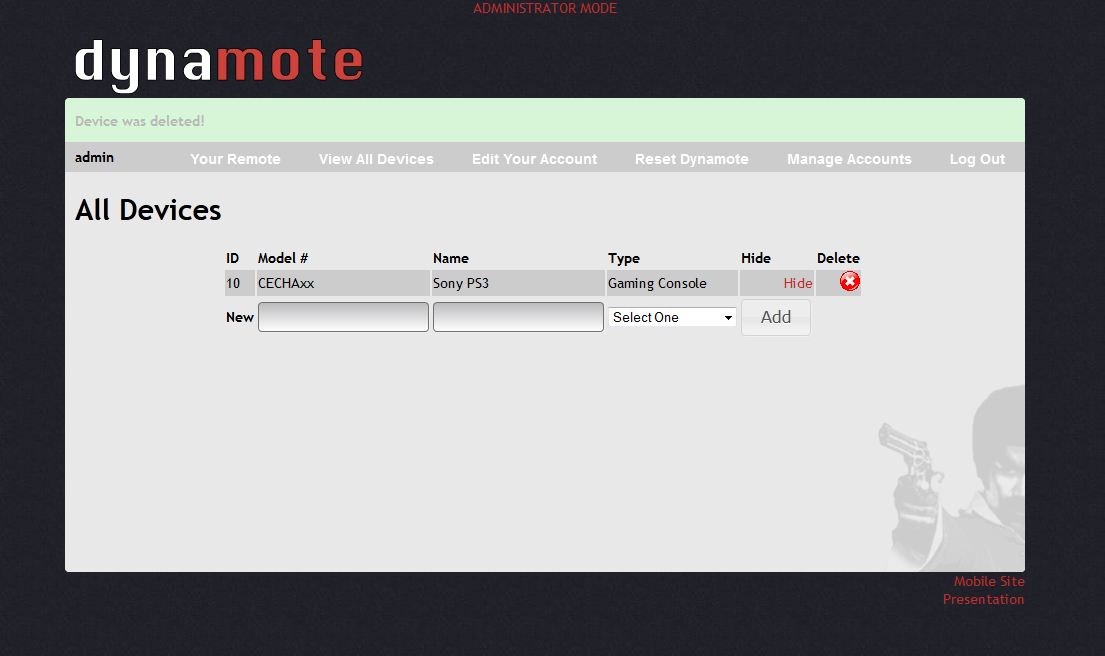 ADMINISTRATOR MODE
dynamote
Device was deleted!
admin Your Remote View All Devices Edit Your Account Reset Dynamote Manage Accounts Log Out
All Devices
ID Model # Name Type Hide Delete
10 CECHAxx Sony PS3 Gaming Console Hide
New Select One Add
Mobile Site
Presentation